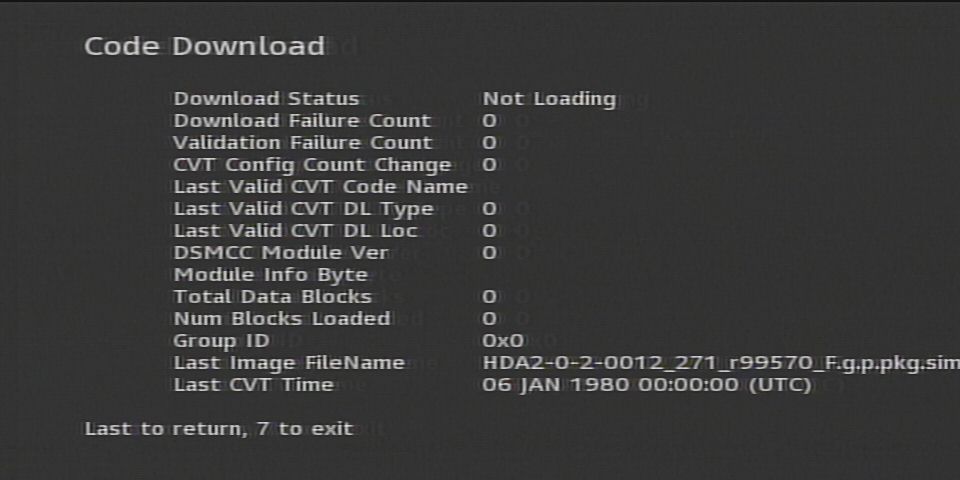 Code Download
Download Status Not Loading
Download Failure Count 0
Validation Failure Count 0
CVT Config Count Change 0
Last Valid CVT Code Name
Last Valid CVT DL Type 0
Last Valid CVT DL Loc 0
DSMCC Module Ver 0
Module Info Byte
Total Data Blocks 0
Num Blocks Loaded 0
Group ID 0x0
Last Image FileName HDA2-0-2-0012_271_r99570_F.g.p.pkg.sim
Last CVT Time 06 JAN 1980 00:00:00 (UTC)
Last to return, 7 to exit